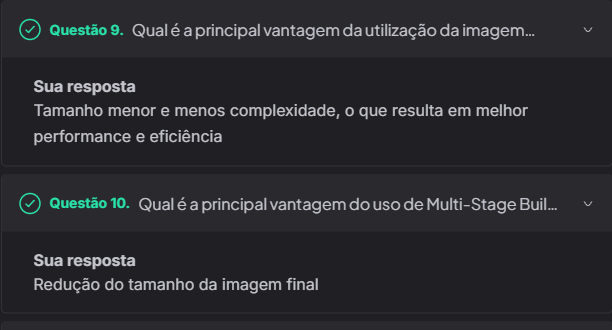 Questão 9. Qual é a principal vantagem da utilização da imagem...
Sua resposta
Tamanho menor e menos complexidade, o que resulta em melhor
performance e eficiência
Questão 10. Qual é a principal vantagem do uso de Multi-Stage Buil...
Sua resposta
Redução do tamanho da imagem final